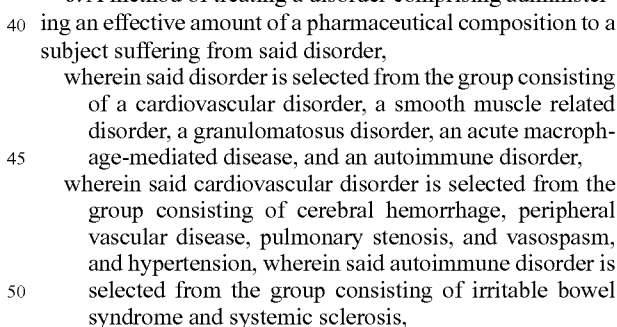 6. A method of treating a disorder comprising administer-
40 ing an effective amount of a pharmaceutical composition to a
subject suffering from said disorder,
wherein said disorder is selected from the group consisting
of a cardiovascular disorder, a smooth muscle related
disorder, a granulomatosus disorder, an acute macroph-
45 age-mediated disease, and an autoimmune disorder,
wherein said cardiovascular disorder is selected from the
group consisting of cerebral hemorrhage, peripheral
vascular disease, pulmonary stenosis, and vasospasm,
and hypertension, wherein said autoimmune disorder is
50 selected from the group consisting of irritable bowel
syndrome and systemic sclerosis,